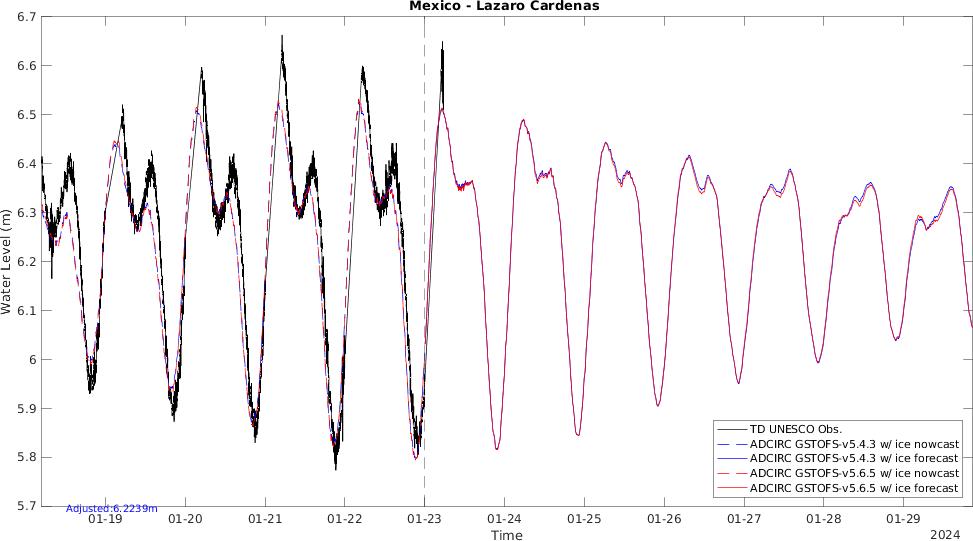 Mexico - Lazaro Cardenas
6.7
6.6
6.5
6.4
6.3
6.2
6.1
6
5.9
5.8
5.7
Water Level (m)
TD UNESCO Obs.
ADCIRC GSTOFS-v5.4.3 w/ ice nowcast
ADCIRC GSTOFS-v5.4.3 w/ ice forecast
ADCIRC GSTOFS-v5.6.5 w/ ice nowcast
ADCIRC GSTOFS-v5.6.5 w/ ice forecast
Adjusted:6.2239m
01-19 01-20 01-21 01-22 01-23 01-24 01-25 01-26 01-27 01-28 01-29
Time
2024